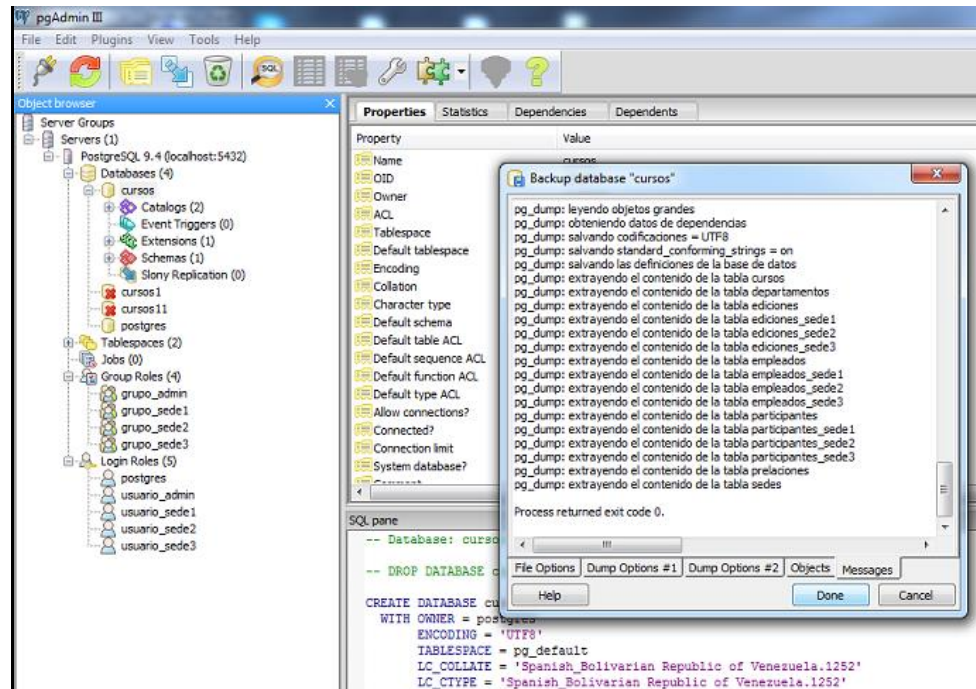 pgAdmin III
File Edit Plugins View Tools Help
SQL
Object browser
Server Groups
Servers (1)
PostgreSQL 9.4 (localhost:5432)
Databases (4)
cursos
Catalogs (2)
Event Triggers (0)
Extensions (1)
Schemas (1)
Slony Replication (0)
cursos1
cursos11
postgres
Tablespaces (2)
Jobs (0)
Group Roles (4)
grupo_admin
grupo_sede1
grupo_sede2
grupo_sede3
Login Roles (5)
postgres
usuario_admin
usuario_sede1
usuario_sede2
usuario_sede3
Properties Statistics Dependencies Dependents
Property Value
Name cursos
OID
Owner
ACL
Tablespace
Default tablespace
Encoding
Collation
Character type
Default schema
Default table ACL
Default sequence ACL
Default function ACL
Default type ACL
Allow connections?
Connected?
Connection limit
System database?
Comment
Backup database "cursos"
pg_dump: leyendo objetos grandes
pg_dump: obteniendo datos de dependencias
pg_dump: salvando codificaciones = UTF8
pg_dump: salvando standard_conforming_strings = on
pg_dump: salvando las definiciones de la base de datos
pg_dump: extrayendo el contenido de la tabla cursos
pg_dump: extrayendo el contenido de la tabla departamentos
pg_dump: extrayendo el contenido de la tabla ediciones
pg_dump: extrayendo el contenido de la tabla ediciones_sede1
pg_dump: extrayendo el contenido de la tabla ediciones_sede2
pg_dump: extrayendo el contenido de la tabla ediciones_sede3
pg_dump: extrayendo el contenido de la tabla empleados
pg_dump: extrayendo el contenido de la tabla empleados_sede1
pg_dump: extrayendo el contenido de la tabla empleados_sede2
pg_dump: extrayendo el contenido de la tabla empleados_sede3
pg_dump: extrayendo el contenido de la tabla participantes
pg_dump: extrayendo el contenido de la tabla participantes_sede1
pg_dump: extrayendo el contenido de la tabla participantes_sede2
pg_dump: extrayendo el contenido de la tabla participantes_sede3
pg_dump: extrayendo el contenido de la tabla prelaciones
pg_dump: extrayendo el contenido de la tabla sedes
Process returned exit code 0.
File Options Dump Options #1 Dump Options #2 Objects Messages
Help Done Cancel
SQL pane
-- Database: curso
-- DROP DATABASE c
CREATE DATABASE cu
WITH OWNER = postgres
ENCODING = 'UTF8'
TABLESPACE = pg_default
LC_COLLATE = 'Spanish_Bolivarian Republic of Venezuela.1252'
LC_CTYPE = 'Spanish_Bolivarian Republic of Venezuela.1252'